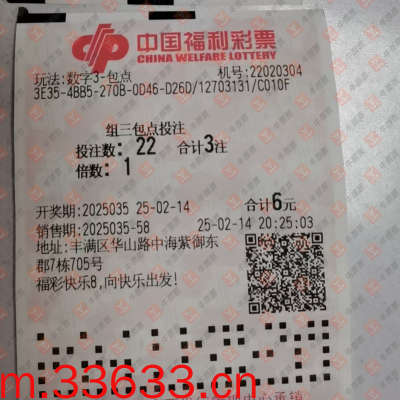 中国福利彩票
CHINA WELFARE LOTTERY
玩法:数字3-包点 机号:22020304
3E35-4BB5-270B-0D46-D26D/12703131/C010F
组三包点投注
投注数: 22 合计3注
倍数: 1
开奖期:2025035 25-02-14 合计6元
销售期:2025035-58 25-02-14 20:25:03
地址:丰满区华山路中海紫御东
郡7栋705号
福彩快乐8,向快乐出发!
m.33633.cn